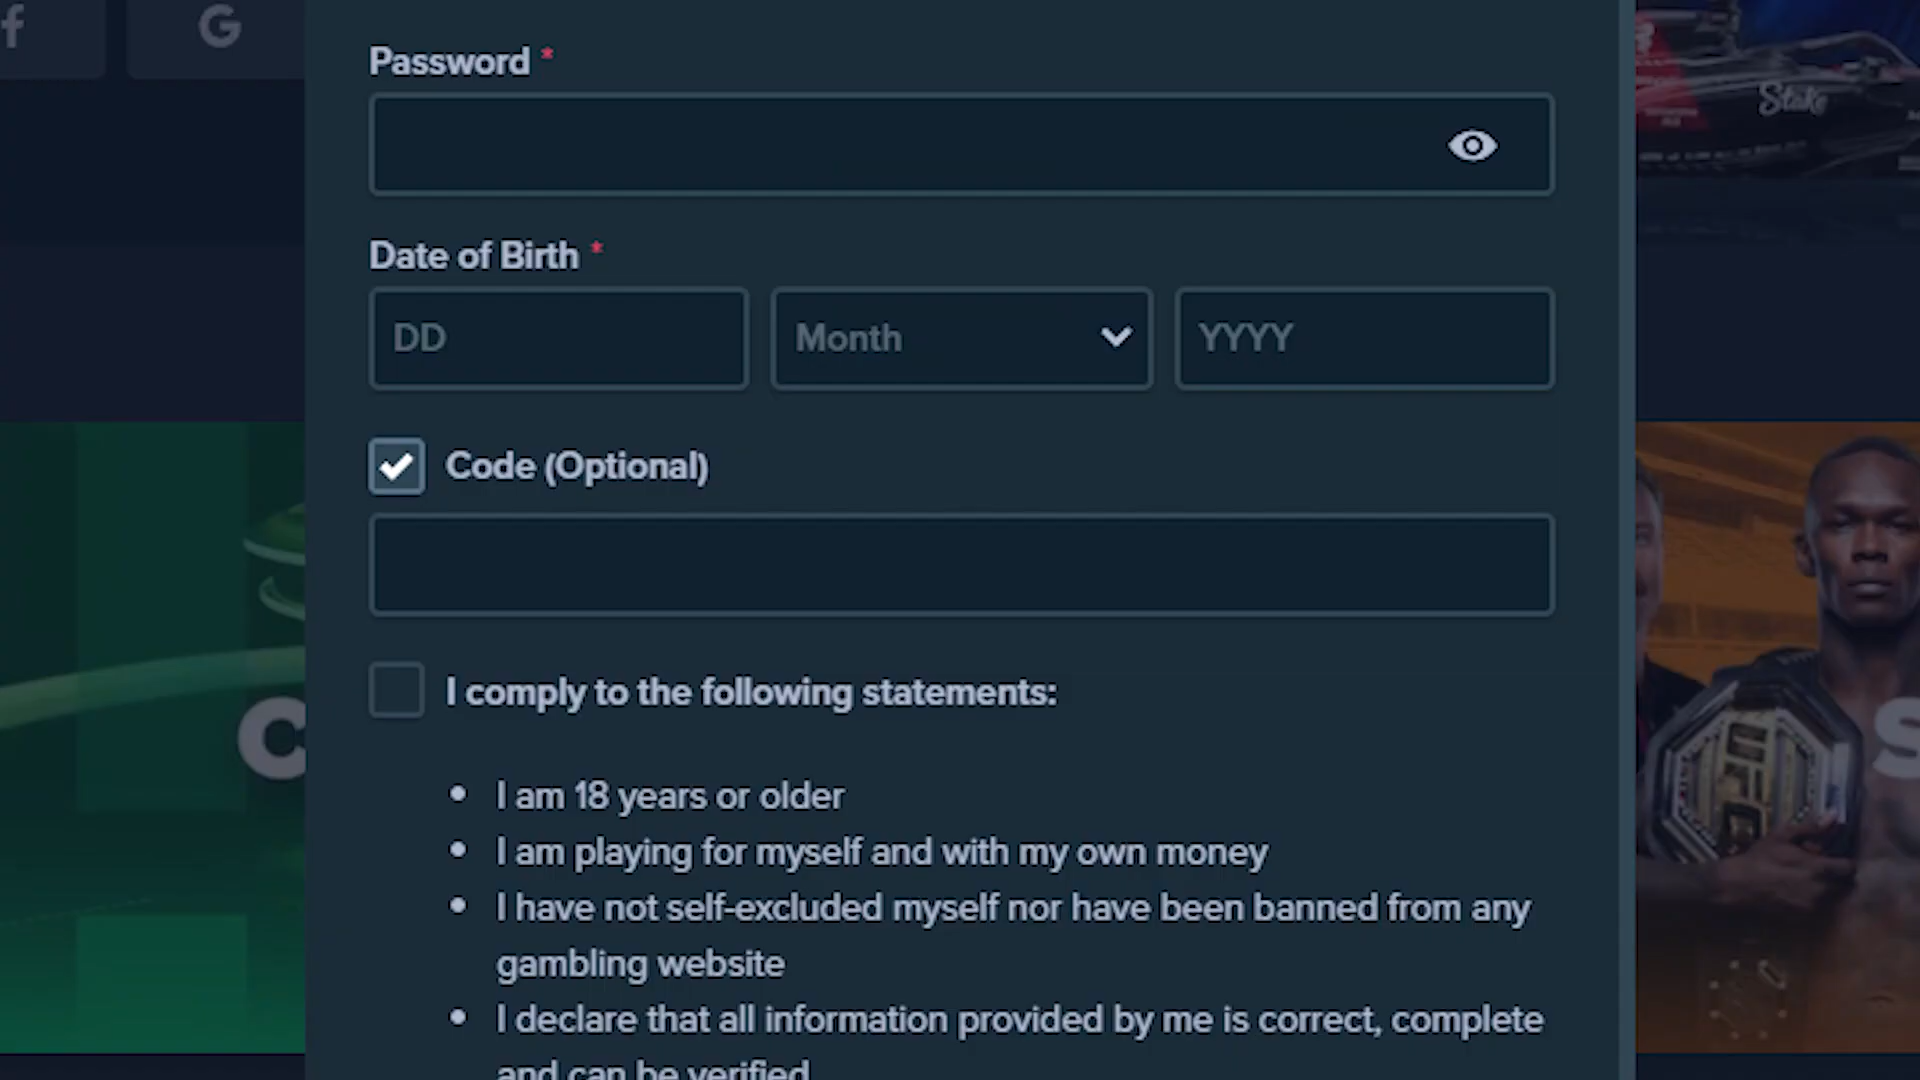 f
G
Password *
Stake
Date of Birth *
DD
Month
YYYY
Code (Optional)
I comply to the following statements:
C
S
• I am 18 years or older
• I am playing for myself and with my own money
• I have not self-excluded myself nor have been banned from any
gambling website
• I declare that all information provided by me is correct, complete
and can be verified